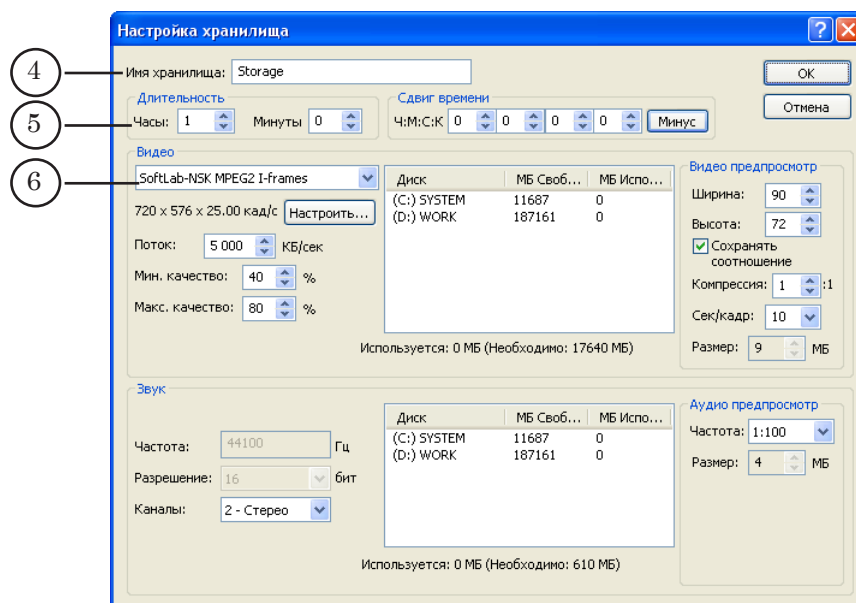 Настройка хранилища
4
Имя хранилища: Storage
OK
Отмена
Длительность
5
Часы: 1 Минуты 0
Сдвиг времени
Ч:М:С:К 0 0 0 0 Минус
Видео
6
SoftLab-NSK MPEG2 I-frames
720 x 576 x 25.00 кад/с Настроить...
Поток: 5 000 КБ/сек
Мин. качество: 40 %
Макс. качество: 80 %
Диск МБ Своб... МБ Испо...
(C:) SYSTEM 11687 0
(D:) WORK 187161 0
Используется: 0 МБ (Необходимо: 17640 МБ)
Видео предпросмотр
Ширина: 90
Высота: 72
Сохранять
соотношение
Компрессия: 1 :1
Сек/кадр: 10
Размер: 9 МБ
Звук
Частота: 44100 Гц
Разрешение: 16 бит
Каналы: 2 - Стерео
Диск МБ Своб... МБ Испо...
(C:) SYSTEM 11687 0
(D:) WORK 187161 0
Используется: 0 МБ (Необходимо: 610 МБ)
Аудио предпросмотр
Частота: 1:100
Размер: 4 МБ